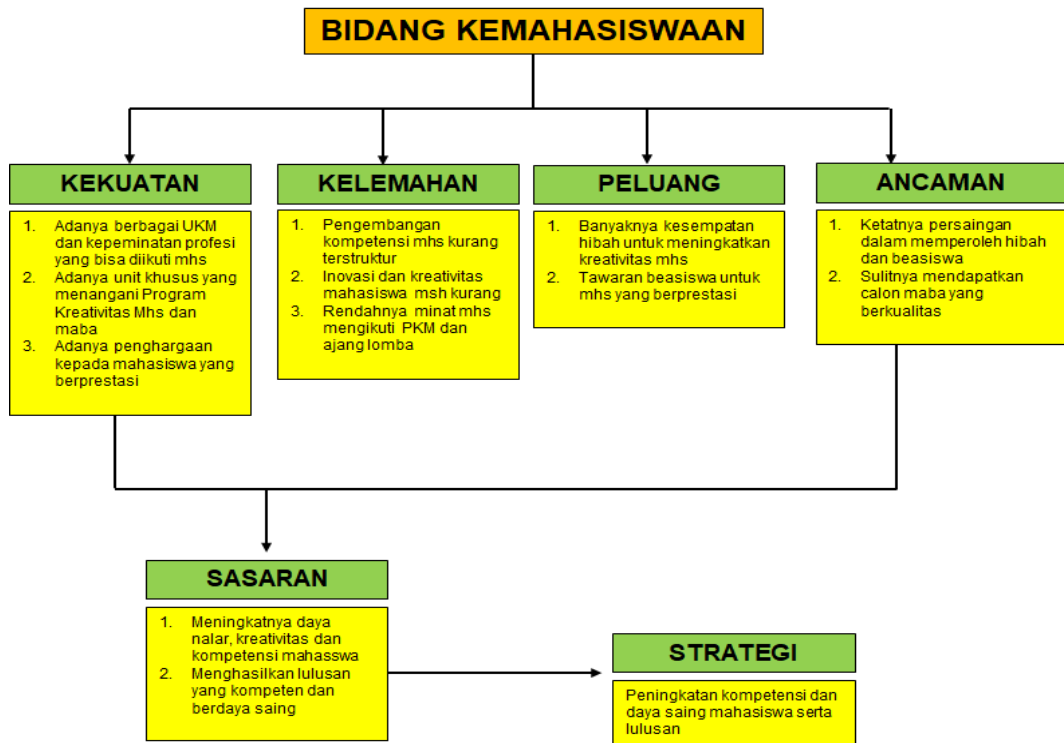 BIDANG KEMAHASISWAAN
KEKUATAN
1. Adanya berbagai UKM
dan kepeminatan profesi
yang bisa diikuti mhs
2. Adanya unit khusus yang
menangani Program
Kreativitas Mhs dan
maba
3. Adanya penghargaan
kepada mahasiswa yang
berprestasi
KELEMAHAN
1. Pengembangan
kompetensi mhs kurang
terstruktur
2. Inovasi dan kreativitas
mahasiswa msh kurang
3. Rendahnya minat mhs
mengikuti PKM dan
ajang lomba
PELUANG
1. Banyaknya kesempatan
hibah untuk meningkatkan
kreativitas mhs
2. Tawaran beasiswa untuk
mhs yang berprestasi
ANCAMAN
1. Ketatnya persaingan
dalam memperoleh hibah
dan beasiswa
2. Sulitnya mendapatkan
calon maba yang
berkualitas
SASARAN
1. Meningkatnya daya
nalar, kreativitas dan
kompetensi mahasswa
2. Menghasilkan lulusan
yang kompeten dan
berdaya saing
STRATEGI
Peningkatan kompetensi dan
daya saing mahasiswa serta
lulusan